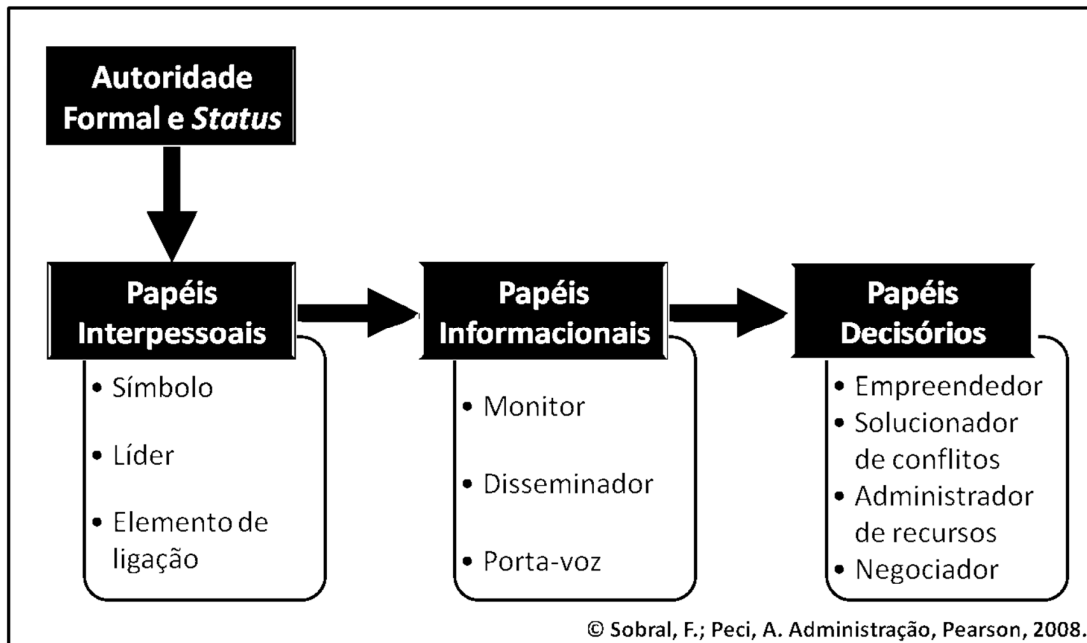 Autoridade
Formal e Status
Papéis
Interpessoais
• Símbolo
• Líder
• Elemento de
ligação
Papéis
Informacionais
• Monitor
• Disseminador
• Porta-voz
Papéis
Decisórios
• Empreendedor
• Solucionador
de conflitos
• Administrador
de recursos
• Negociador
© Sobral, F.; Peci, A. Administração, Pearson, 2008.